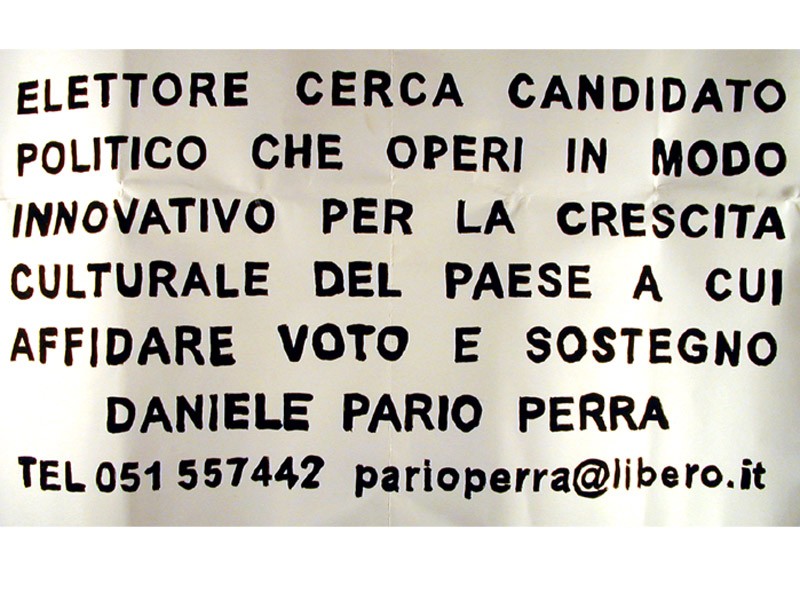 ELETTORE CERCA CANDIDATO
POLITICO CHE OPERI IN MODO
INNOVATIVO PER LA CRESCITA
CULTURALE DEL PAESE A CUI
AFFIDARE VOTO E SOSTEGNO
DANIELE PARIO PERRA
TEL 051 557442 parioperra@libero.it